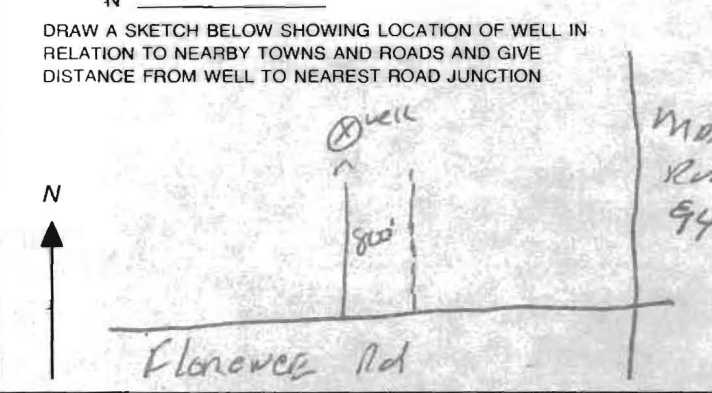 N
DRAW A SKETCH BELOW SHOWING LOCATION OF WELL IN
RELATION TO NEARBY TOWNS AND ROADS AND GIVE
DISTANCE FROM WELL TO NEAREST ROAD JUNCTION
well
N
800'
94
Florence Rd